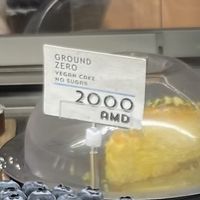 GROUND
ZERO
VEGAN CAKE
NO SUGAR
2000
AMD